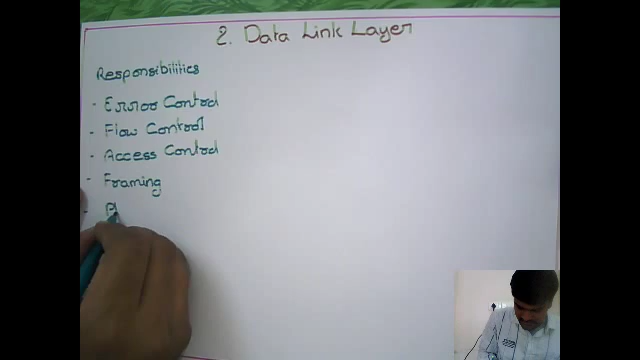 2. Data Link Layer
Responsibilities
- Error Control
- Flow Control
- Access Control
- Framing
- P